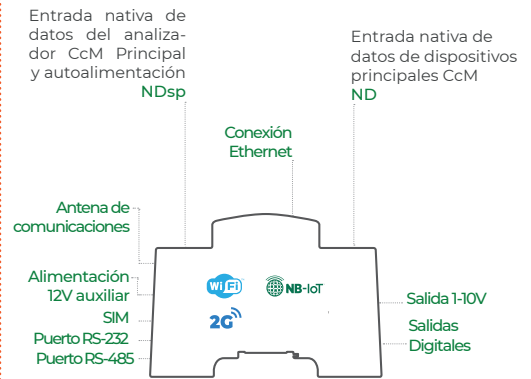 Entrada nativa de
datos del analiza-
dor CcM Principal
y autoalimentación
NDsp
Entrada nativa de
datos de dispositivos
principales CcM
ND
Conexión
Ethernet
Antena de
comunicaciones
Alimentación
12V auxiliar
SIM
Puerto RS-232
Puerto RS-485
WiFi
NB-IoT
2G
Salida 1-10V
Salidas
Digitales